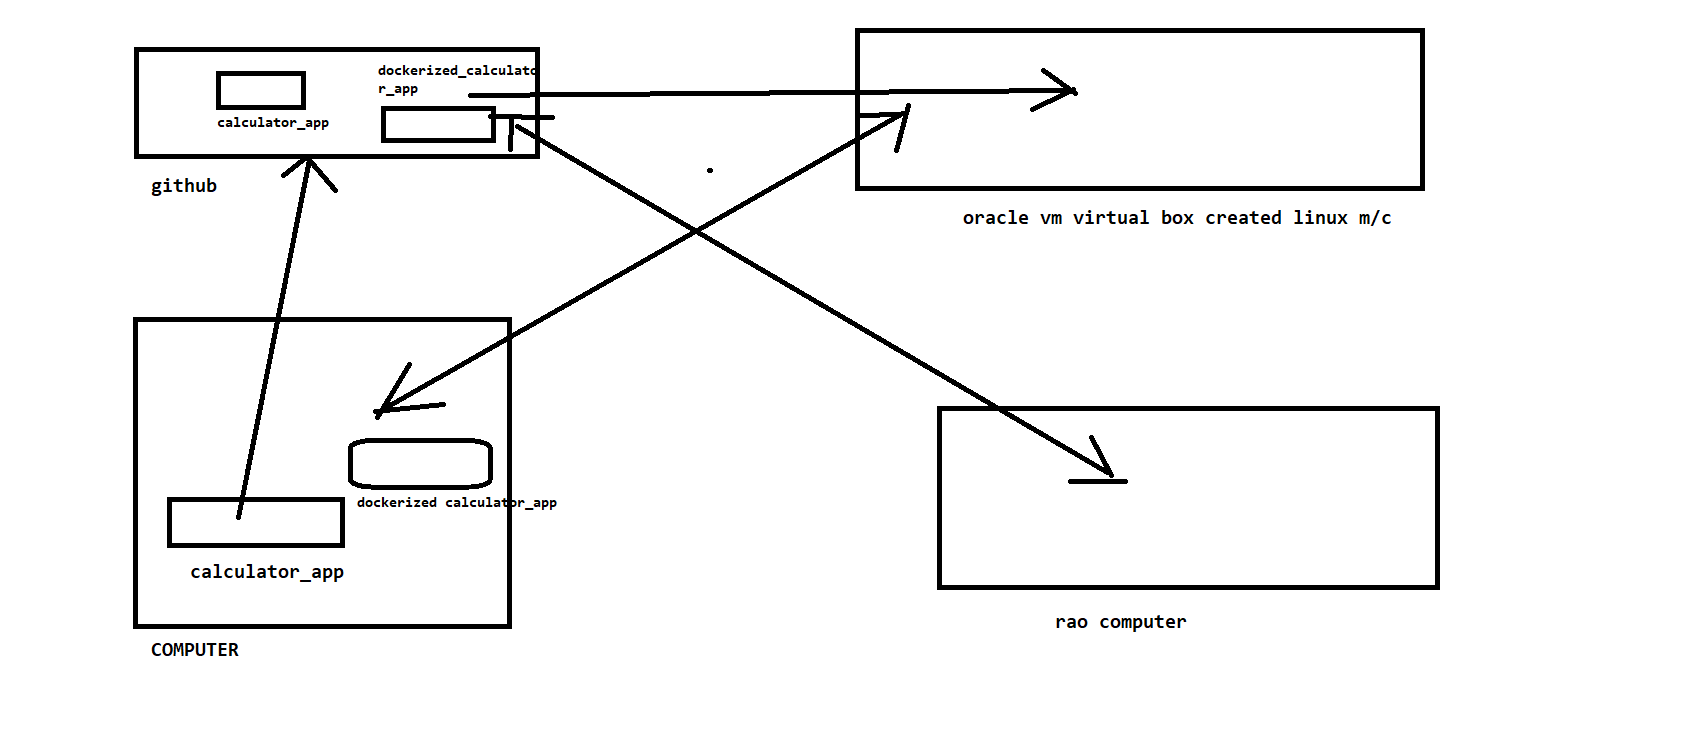 dockerized_calculato
r_app
calculator_app
github
oracle vm virtual box created linux m/c
dockerized calculator_app
calculator_app
rao computer
COMPUTER